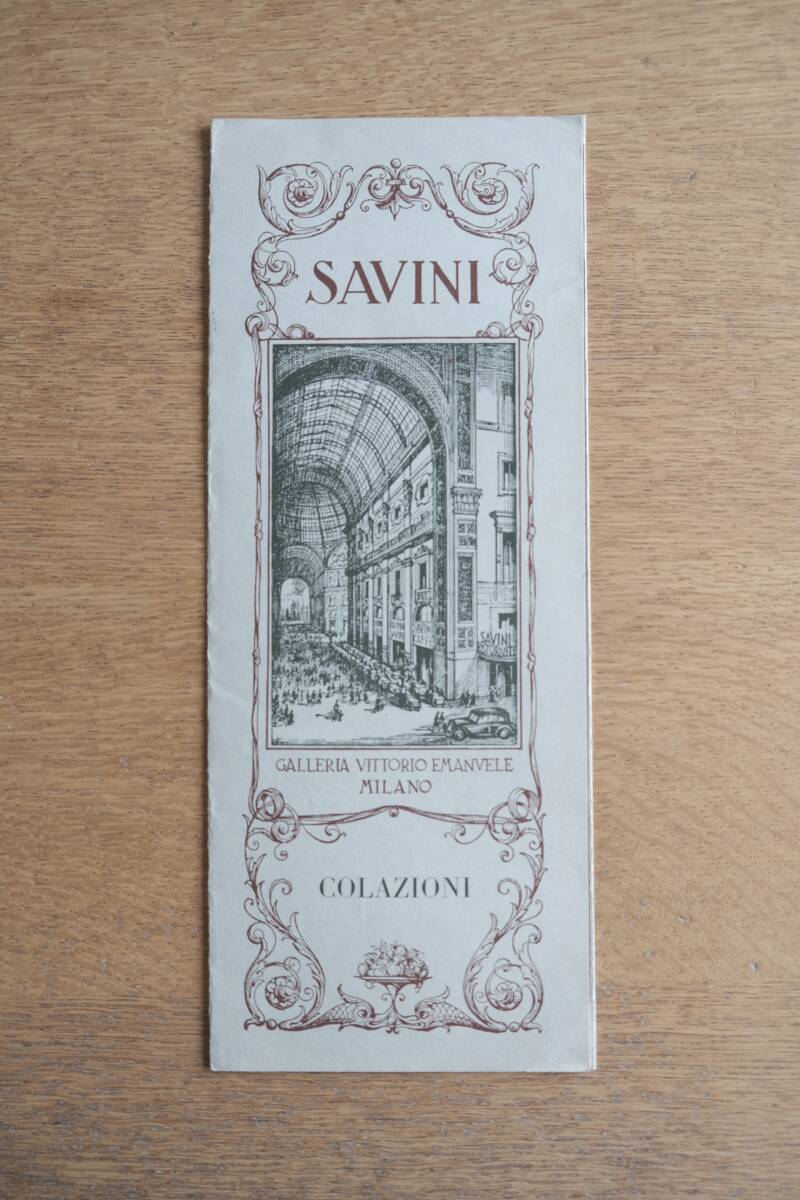 SAVINI
SAVINI
GALLERIA VITTORIO EMANVELE
MILANO
COLAZIONI